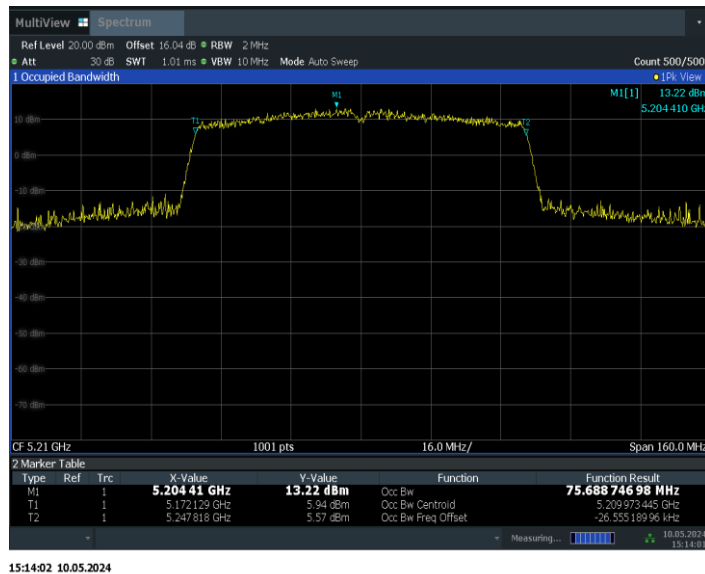 MultiView Spectrum
Ref Level 20.00 dBm Offset 16.04 dB RBW 2 MHz
Att 30 dB SWT 1.01 ms VBW 10 MHz Mode Auto Sweep Count 500/500
1 Occupied Bandwidth 1Pk View
M1[1] 13.22 dBm
5.204 410 GHz
M1
T1
T2
10 dBm
0 dBm
-10 dBm
-30 dBm
-40 dBm
-50 dBm
-60 dBm
-70 dBm
CF 5.21 GHz 1001 pts 16.0 MHz/ Span 160.0 MHz
2 Marker Table
Type Ref Trc X-Value Y-Value Function Function Result
M1 1 5.204 41 GHz 13.22 dBm Occ Bw 75.688 746 98 MHz
T1 1 5.172 129 GHz 5.94 dBm Occ Bw Centroid 5.209 973 445 GHz
T2 1 5.247 818 GHz 5.57 dBm Occ Bw Freq Offset -26.555 189 96 kHz
Measuring... 10.05.2024
15:14:01
15:14:02 10.05.2024